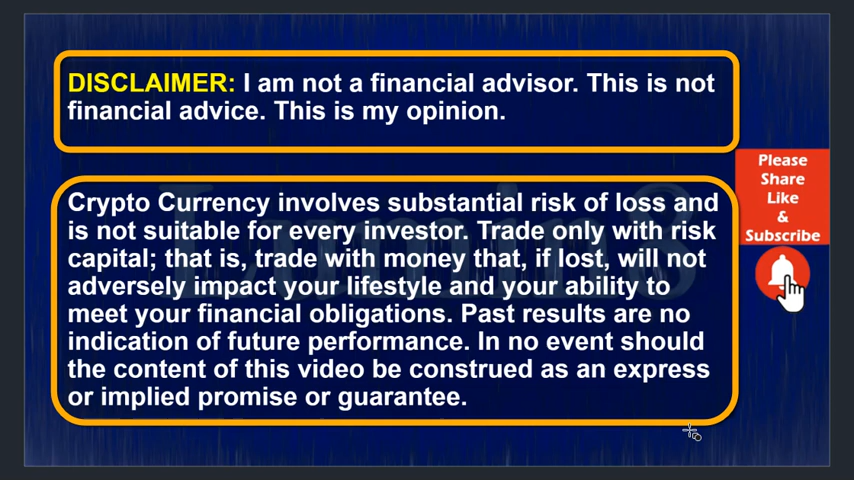 DISCLAIMER: I am not a financial advisor. This is not
financial advice. This is my opinion.
Crypto Currency involves substantial risk of loss and
is not suitable for every investor. Trade only with risk
capital; that is, trade with money that, if lost, will not
adversely impact your lifestyle and your ability to
meet your financial obligations. Past results are no
indication of future performance. In no event should
the content of this video be construed as an express
or implied promise or guarantee.
Please
Share
Like
&
Subscribe